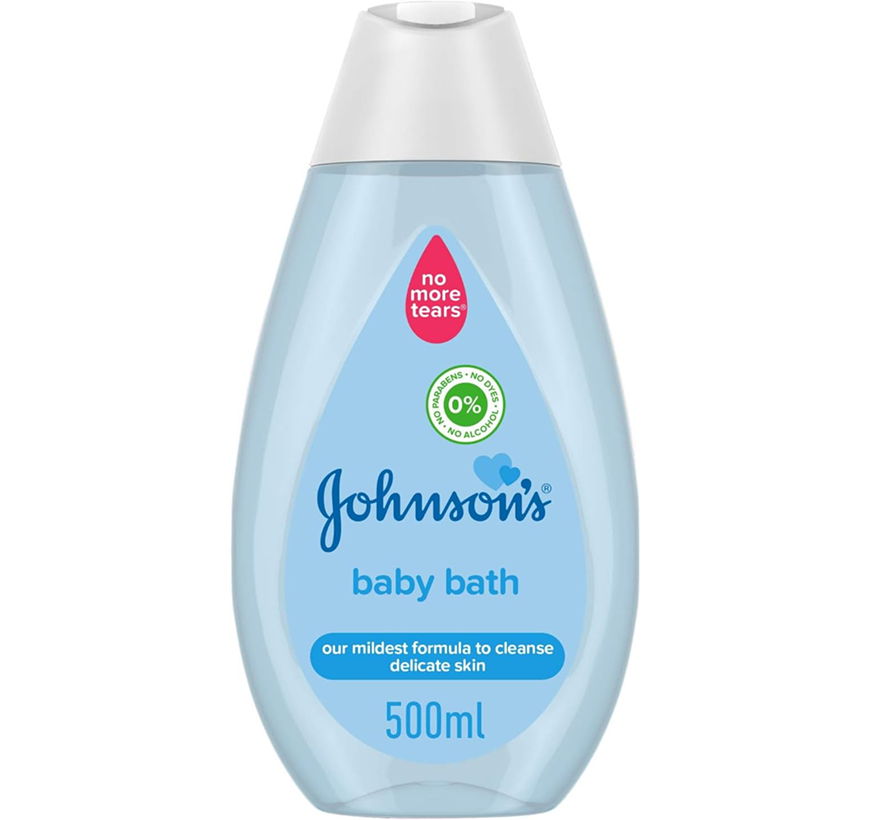 no
more
tears®
NO PARABENS • NO DYES • NO ALCOHOL •
0%
Johnson's®
baby bath
our mildest formula to cleanse
delicate skin
500ml